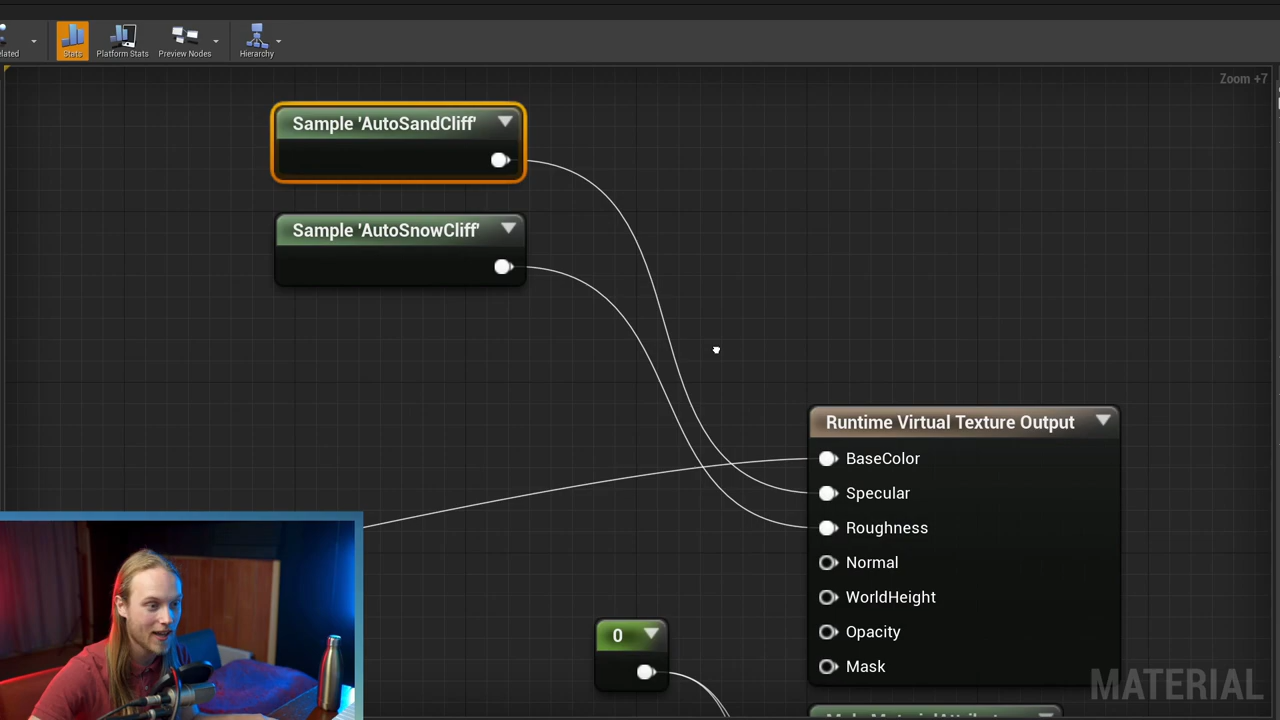 elated
Stats
Platform Stats
Preview Nodes
Hierarchy
Zoom +7
Sample 'AutoSandCliff'
Sample 'AutoSnowCliff'
Runtime Virtual Texture Output
BaseColor
Specular
Roughness
Normal
WorldHeight
Opacity
Mask
0
MATERIAL